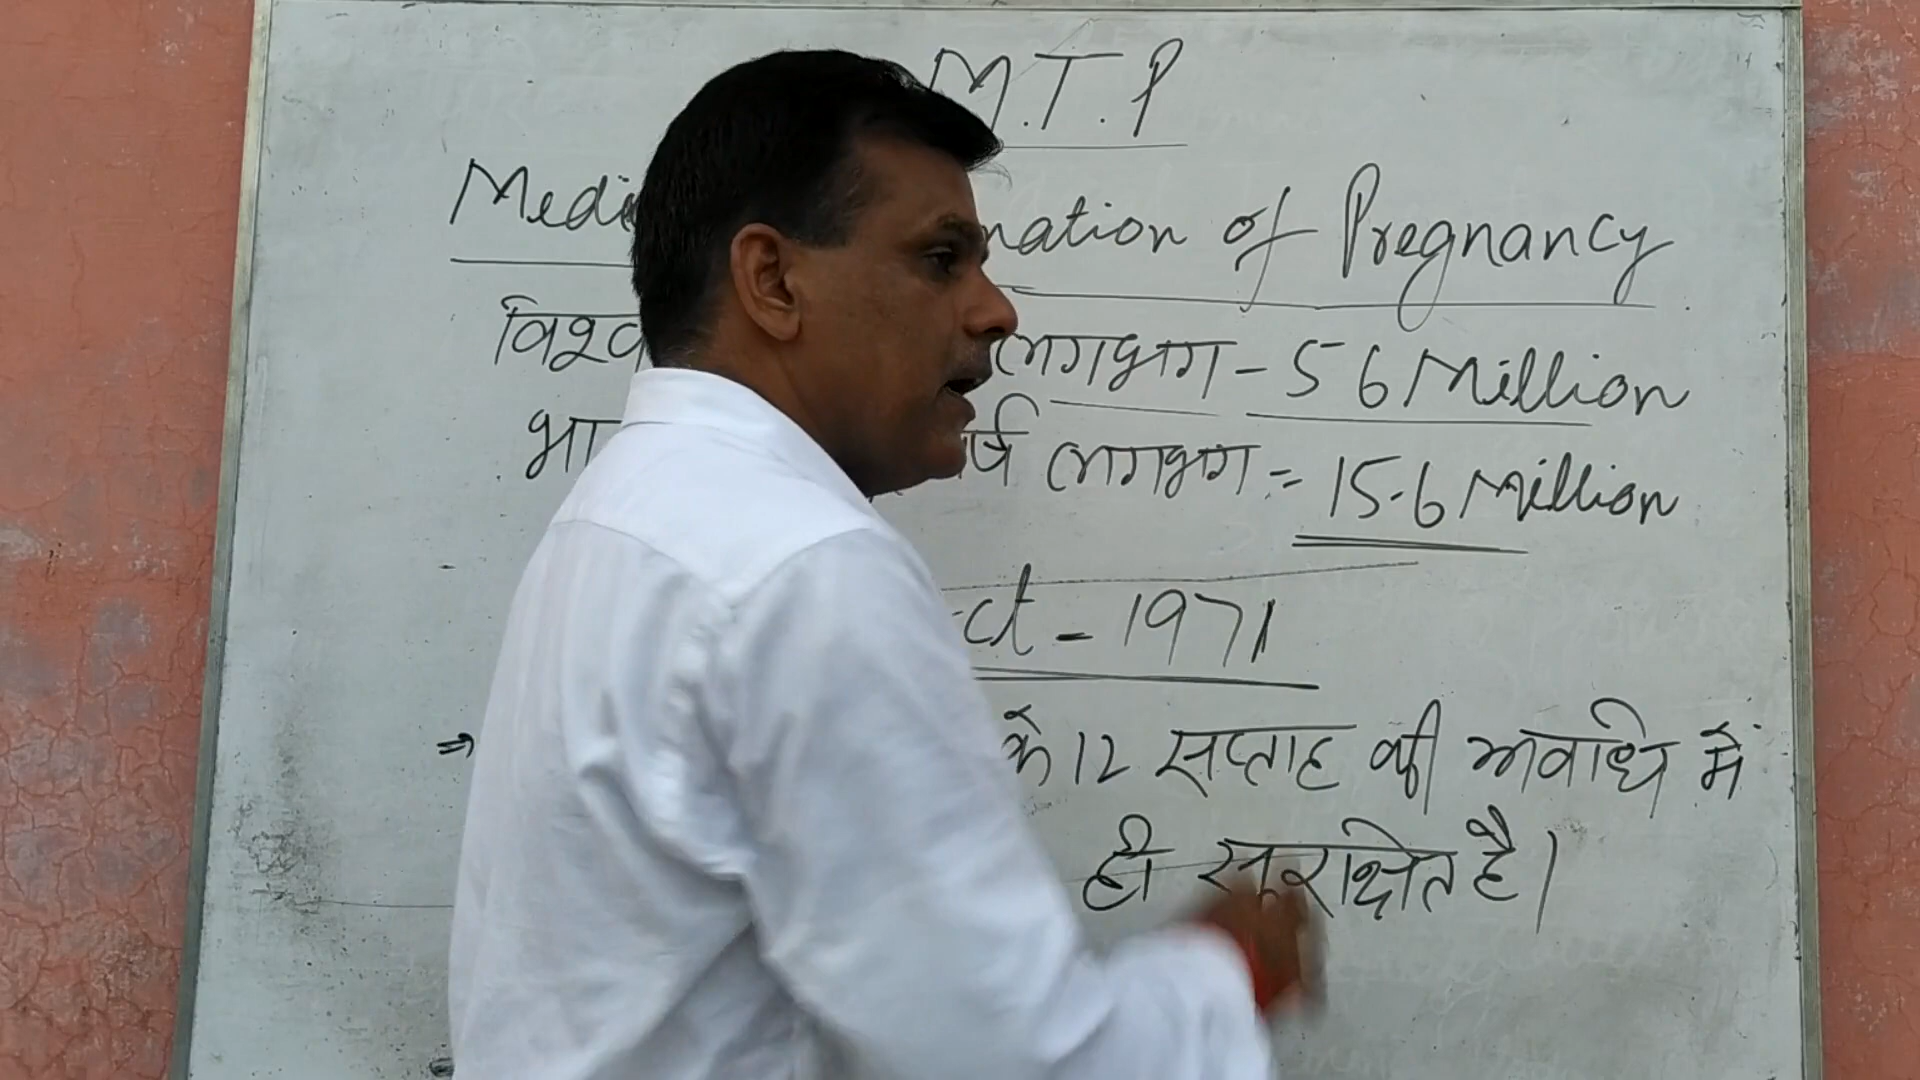 M.T.P
Medi nation of Pregnancy
विश्व लगभग - 56 Million
भा र्ष लगभग = 15.6 Million
ct - 1971
⇒ के 12 सप्ताह की अवधि में
ही सुरक्षित है।